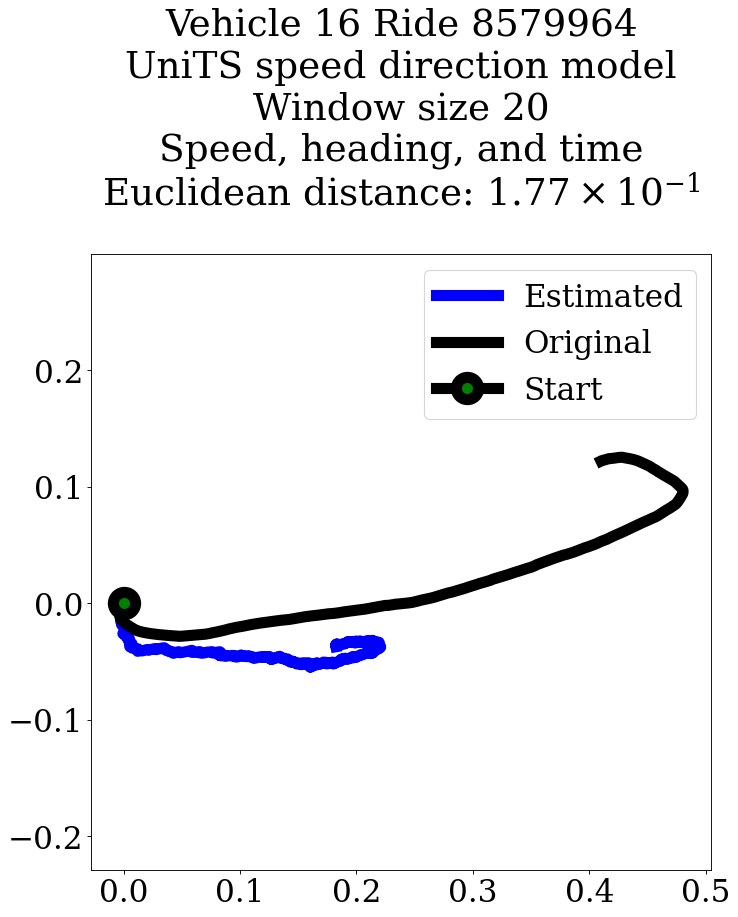 Vehicle 16 Ride 8579964
UniTS speed direction model
Window size 20
Speed, heading, and time
Euclidean distance: 1.77 × 10⁻¹
Estimated
Original
Start
0.2
0.1
0.0
−0.1
−0.2
0.0 0.1 0.2 0.3 0.4 0.5